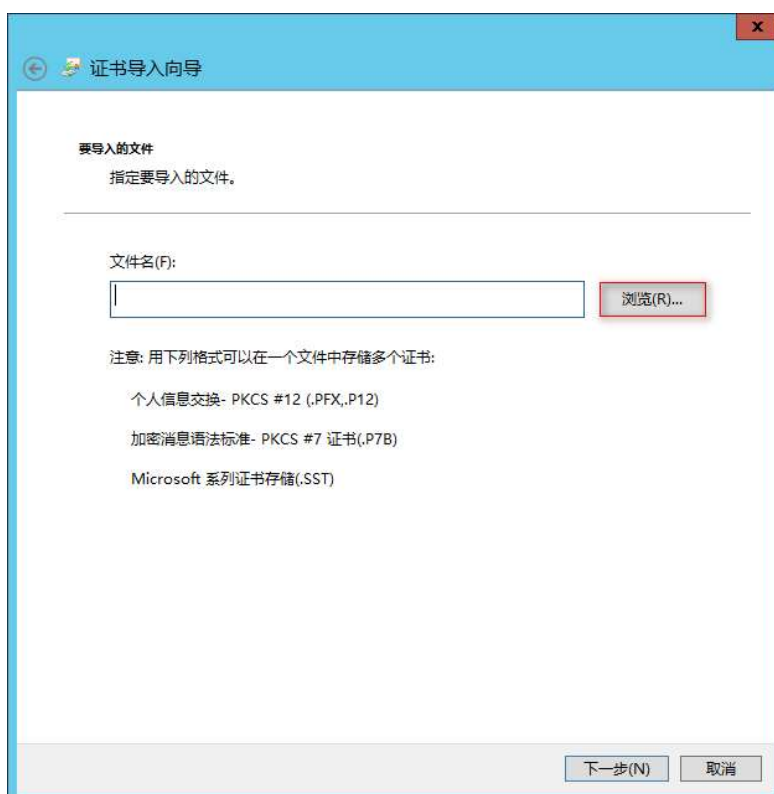 x
证书导入向导
要导入的文件
指定要导入的文件。
文件名(F):
浏览(R)...
注意: 用下列格式可以在一个文件中存储多个证书:
个人信息交换- PKCS #12 (.PFX,.P12)
加密消息语法标准- PKCS #7 证书(.P7B)
Microsoft 系列证书存储(.SST)
下一步(N)
取消